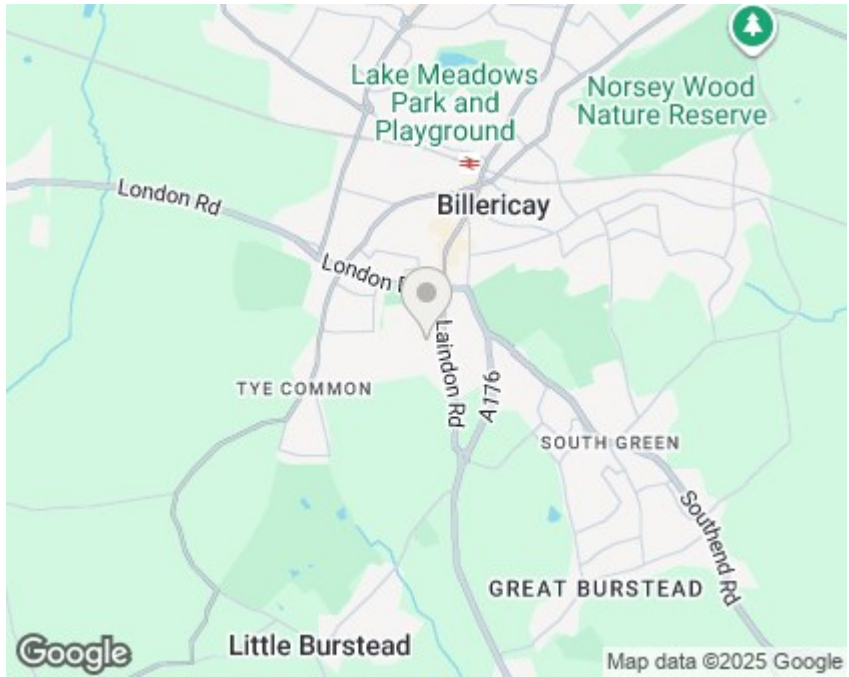 Lake Meadows
Park and
Playground
Norsey Wood
Nature Reserve
London Rd
Billericay
London
Laindon Rd
A176
TYE COMMON
SOUTH GREEN
Southend Rd
GREAT BURSTEAD
Little Burstead
Google
Map data ©2025 Google